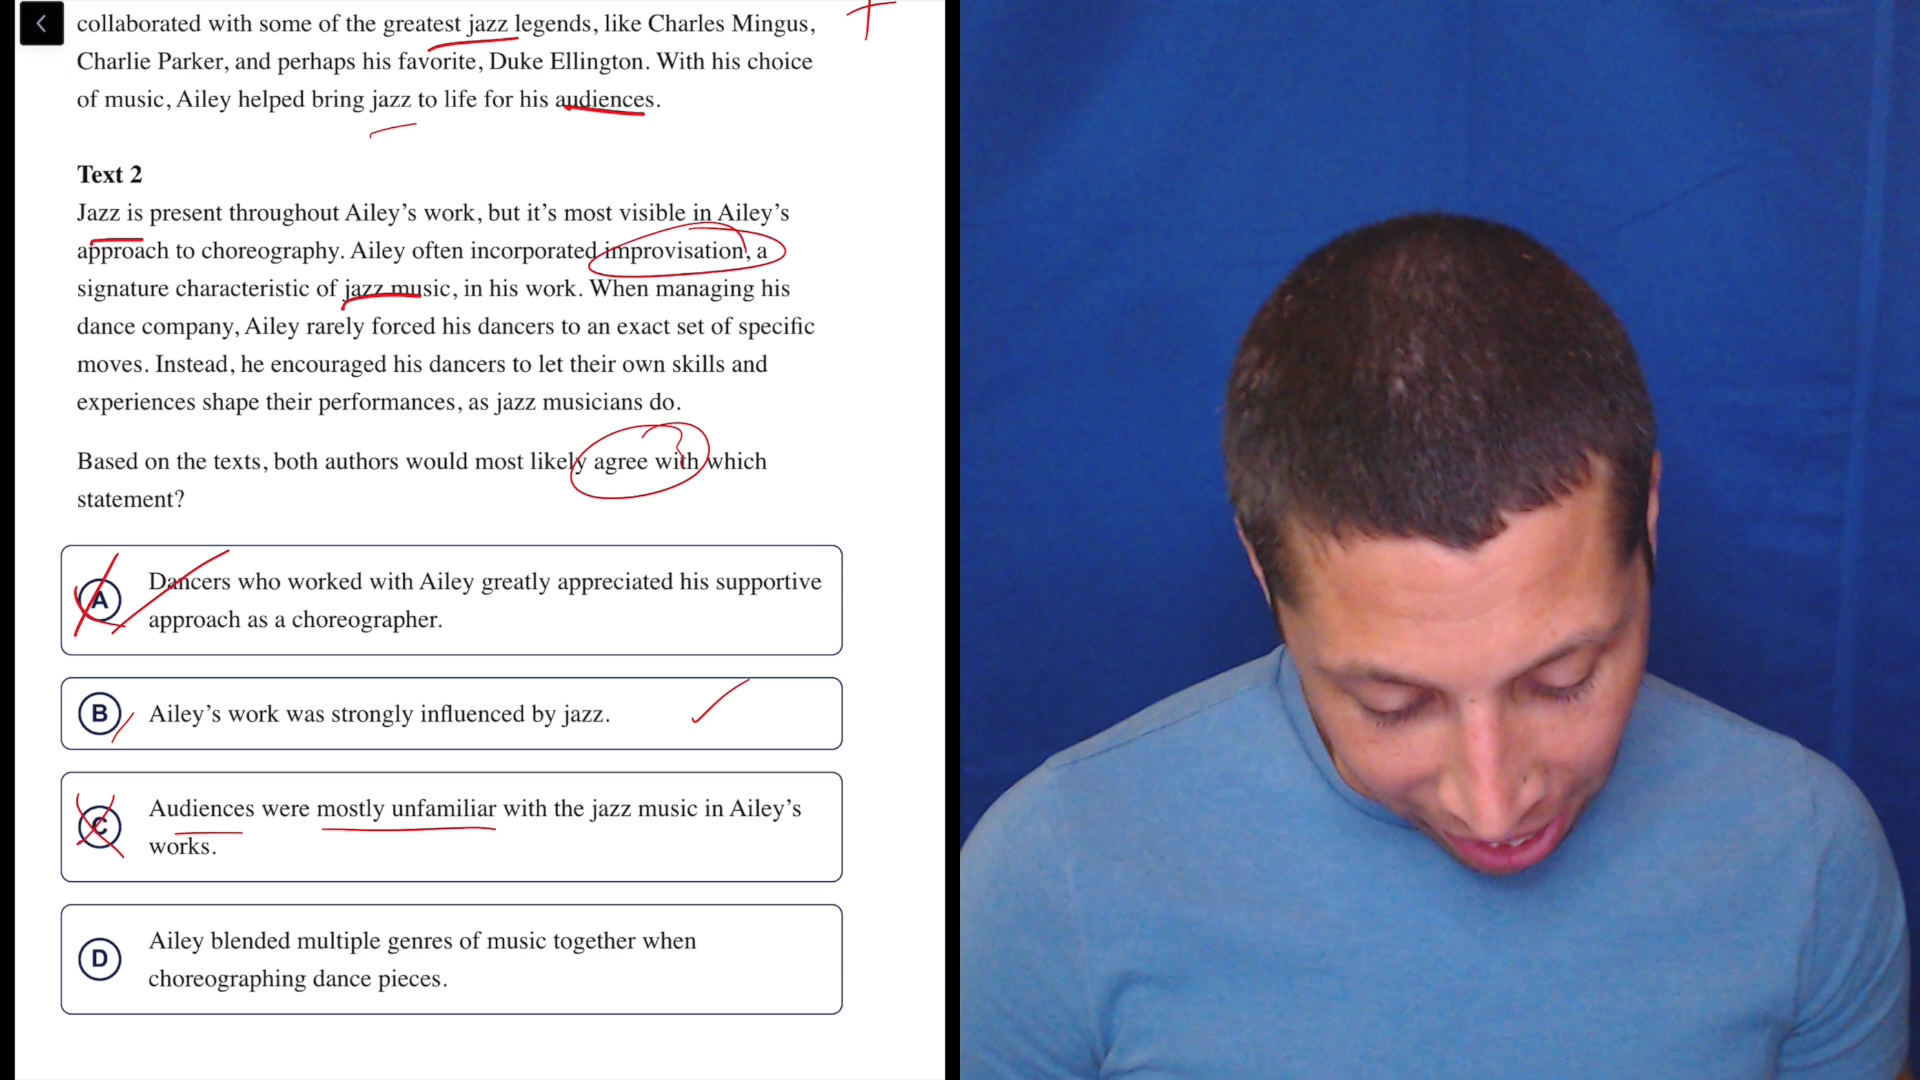 collaborated with some of the greatest jazz legends, like Charles Mingus,
Charlie Parker, and perhaps his favorite, Duke Ellington. With his choice
of music, Ailey helped bring jazz to life for his audiences.
Text 2
Jazz is present throughout Ailey’s work, but it’s most visible in Ailey’s
approach to choreography. Ailey often incorporated improvisation, a
signature characteristic of jazz music, in his work. When managing his
dance company, Ailey rarely forced his dancers to an exact set of specific
moves. Instead, he encouraged his dancers to let their own skills and
experiences shape their performances, as jazz musicians do.
Based on the texts, both authors would most likely agree with which
statement?
A Dancers who worked with Ailey greatly appreciated his supportive
approach as a choreographer.
B Ailey’s work was strongly influenced by jazz.
C Audiences were mostly unfamiliar with the jazz music in Ailey’s
works.
D Ailey blended multiple genres of music together when
choreographing dance pieces.